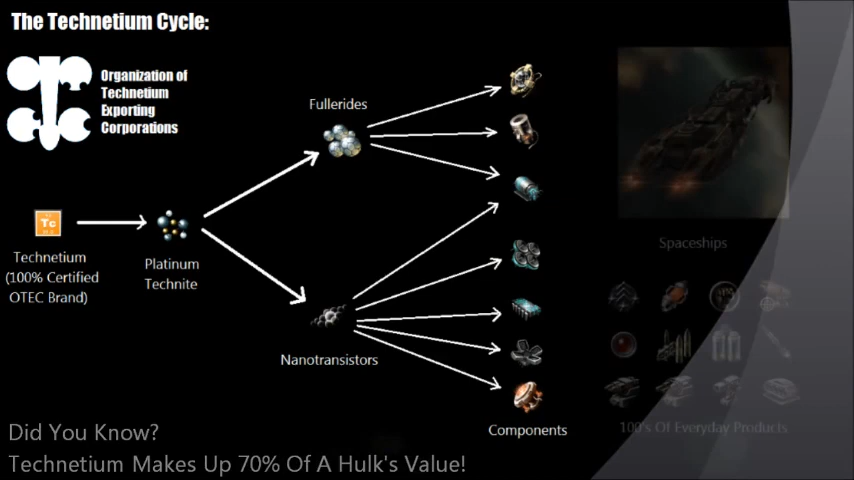 The Technetium Cycle:
Organization of
Technetium
Exporting
Corporations
Fullerides
Tc
Technetium
(100% Certified
OTEC Brand)
Platinum
Technite
Nanotransistors
Components
Spaceships
100's Of Everyday Products
Did You Know?
Technetium Makes Up 70% Of A Hulk's Value!